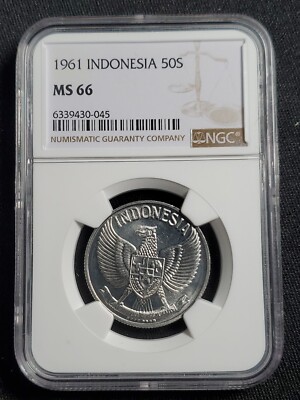 1961 INDONESIA 50S
MS 66
6339430-045
NUMISMATIC GUARANTY COMPANY
NGC
INDONESIA